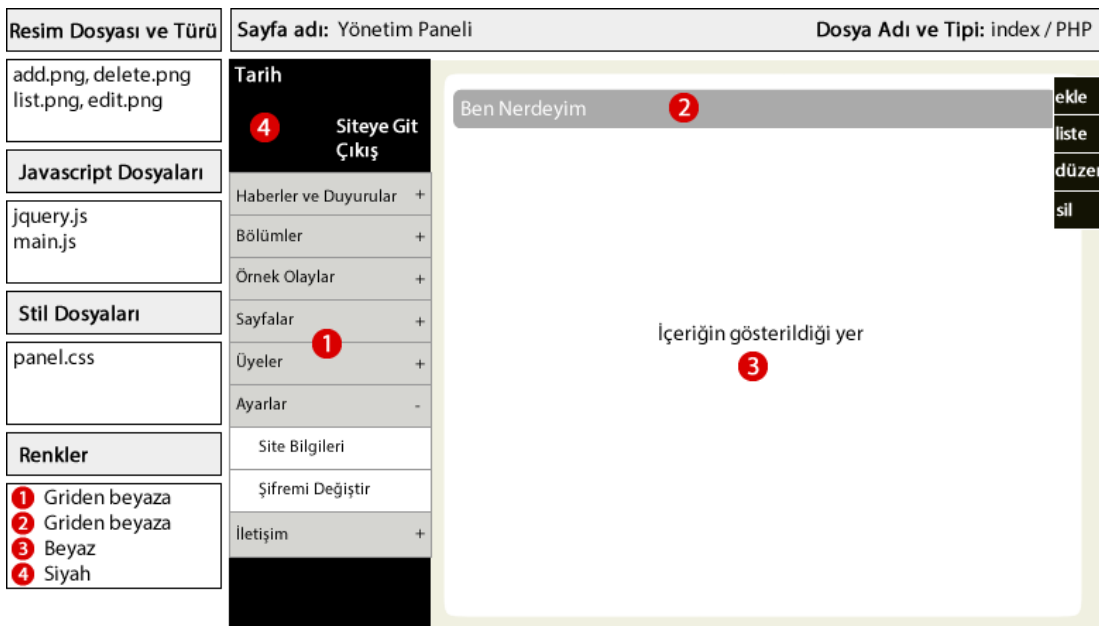 Resim Dosyası ve Türü
add.png, delete.png
list.png, edit.png
Javascript Dosyaları
jquery.js
main.js
Stil Dosyaları
panel.css
Renkler
1 Griden beyaza
2 Griden beyaza
3 Beyaz
4 Siyah
Sayfa adı: Yönetim Paneli
Dosya Adı ve Tipi: index / PHP
Tarih
4
Siteye Git
Çıkış
Haberler ve Duyurular +
Bölümler +
Örnek Olaylar +
Sayfalar +
1
Üyeler +
Ayarlar -
Site Bilgileri
Şifremi Değiştir
İletişim +
Ben Nerdeyim 2
İçeriğin gösterildiği yer
3
ekle
liste
düzen
sil